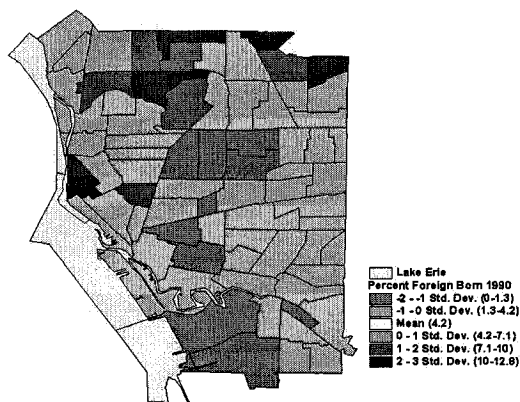 Lake Erie
Percent Foreign Born 1990
-2 - -1 Std. Dev. (0-1.3)
-1 - 0 Std. Dev. (1.3-4.2)
Mean (4.2)
0 - 1 Std. Dev. (4.2-7.1)
1 - 2 Std. Dev. (7.1-10)
2 - 3 Std. Dev. (10-12.8)